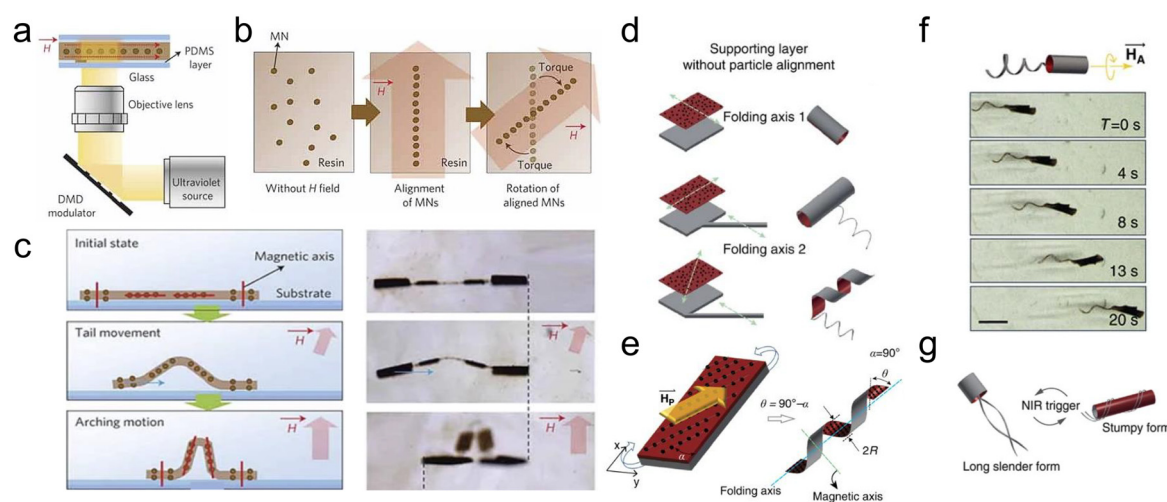 a
H
PDMS
layer
Glass
Objective lens
DMD
modulator
Ultraviolet
source
b
MN
Resin
Without H field
H
Resin
Alignment
of MNs
Torque
H
Torque
Rotation of
aligned MNs
c
Initial state
Magnetic axis
Substrate
Tail movement
H
Arching motion
H
H
H
d
Supporting layer
without particle alignment
Folding axis 1
Folding axis 2
e
H_P
α
x
y
θ = 90°–α
α=90°
θ
2R
Folding axis
Magnetic axis
f
H_A
T=0 s
4 s
8 s
13 s
20 s
g
NIR trigger
Long slender form
Stumpy form